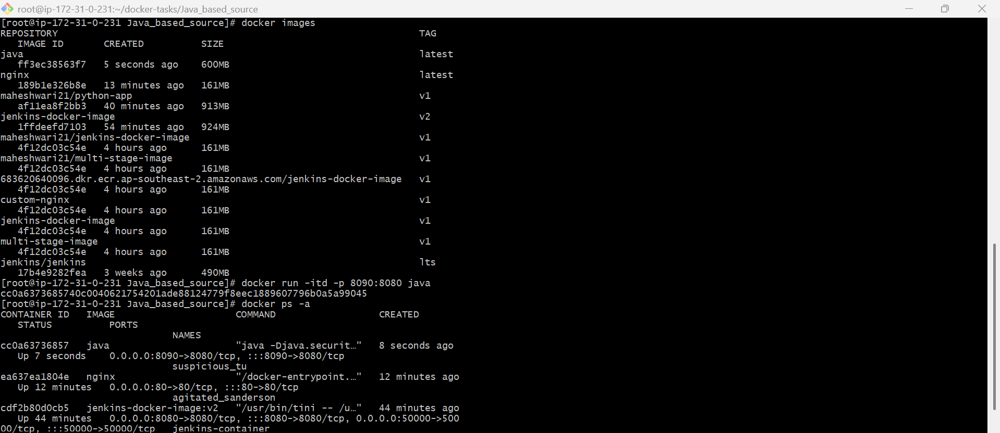 root@ip-172-31-0-231:~/docker-tasks/Java_based_source
[root@ip-172-31-0-231 Java_based_source]# docker images
REPOSITORY TAG
IMAGE ID CREATED SIZE
java latest
ff3ec38563f7 5 seconds ago 600MB
nginx latest
189b1e326b8e 13 minutes ago 161MB
maheshwari21/python-app v1
af11ea8f2bb3 40 minutes ago 913MB
jenkins-docker-image v2
1ffdeefd7103 54 minutes ago 924MB
maheshwari21/jenkins-docker-image v1
4f12dc03c54e 4 hours ago 161MB
maheshwari21/multi-stage-image v1
4f12dc03c54e 4 hours ago 161MB
683620640096.dkr.ecr.ap-southeast-2.amazonaws.com/jenkins-docker-image v1
4f12dc03c54e 4 hours ago 161MB
custom-nginx v1
4f12dc03c54e 4 hours ago 161MB
jenkins-docker-image v1
4f12dc03c54e 4 hours ago 161MB
multi-stage-image v1
4f12dc03c54e 4 hours ago 161MB
jenkins/jenkins lts
17b4e9282fea 3 weeks ago 490MB
[root@ip-172-31-0-231 Java_based_source]# docker run -itd -p 8090:8080 java
cc0a6373685740c0040621754201ade88124779f8eec1889607796b0a5a99045
[root@ip-172-31-0-231 Java_based_source]# docker ps -a
CONTAINER ID IMAGE COMMAND CREATED
STATUS PORTS
NAMES
cc0a63736857 java "java -Djava.securit…" 8 seconds ago
Up 7 seconds 0.0.0.0:8090->8080/tcp, :::8090->8080/tcp
suspicious_tu
ea637ea1804e nginx "/docker-entrypoint.…" 12 minutes ago
Up 12 minutes 0.0.0.0:80->80/tcp, :::80->80/tcp
agitated_sanderson
cdf2b80d0cb5 jenkins-docker-image:v2 "/usr/bin/tini -- /u…" 44 minutes ago
Up 44 minutes 0.0.0.0:8080->8080/tcp, :::8080->8080/tcp, 0.0.0.0:50000->500
00/tcp, :::50000->50000/tcp jenkins-container